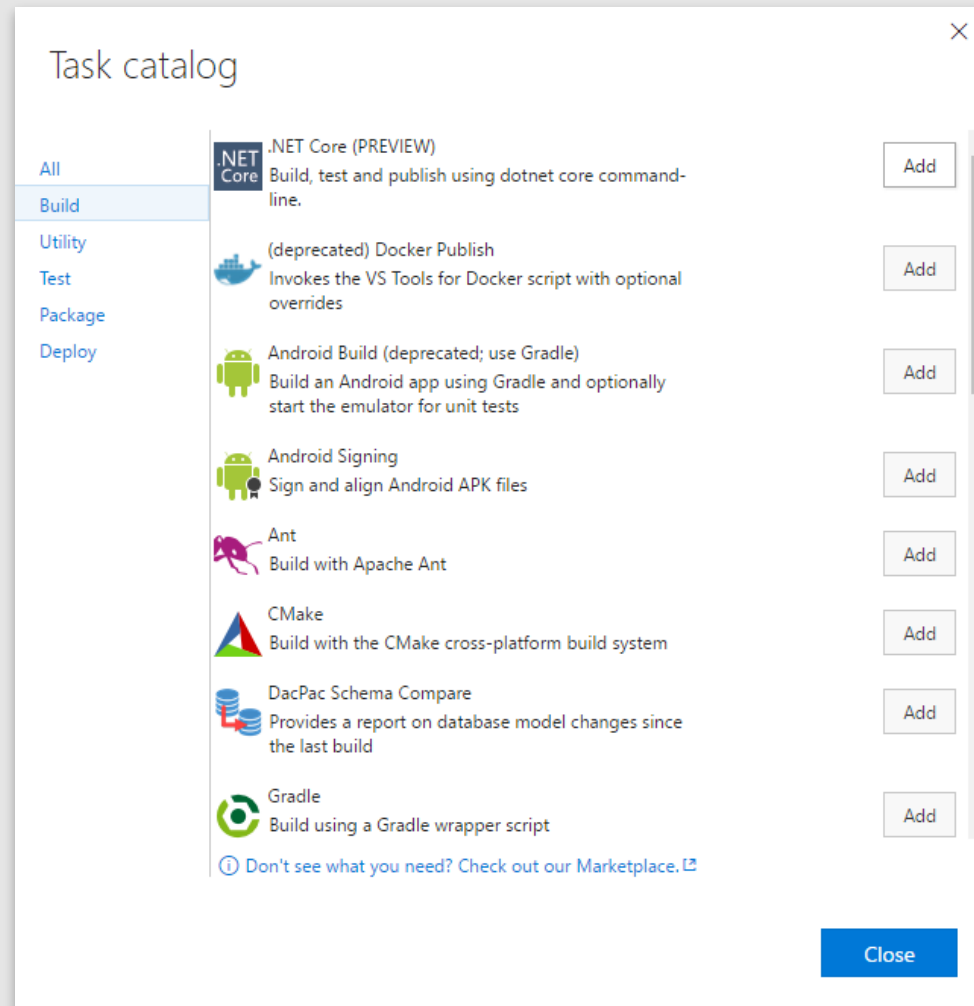 Task catalog
All
Build
Utility
Test
Package
Deploy
.NET
Core
.NET Core (PREVIEW)
Build, test and publish using dotnet core command-
line.
Add
(deprecated) Docker Publish
Invokes the VS Tools for Docker script with optional
overrides
Add
Android Build (deprecated; use Gradle)
Build an Android app using Gradle and optionally
start the emulator for unit tests
Add
Android Signing
Sign and align Android APK files
Add
Ant
Build with Apache Ant
Add
CMake
Build with the CMake cross-platform build system
Add
DacPac Schema Compare
Provides a report on database model changes since
the last build
Add
Gradle
Build using a Gradle wrapper script
Add
Don't see what you need? Check out our Marketplace.
Close